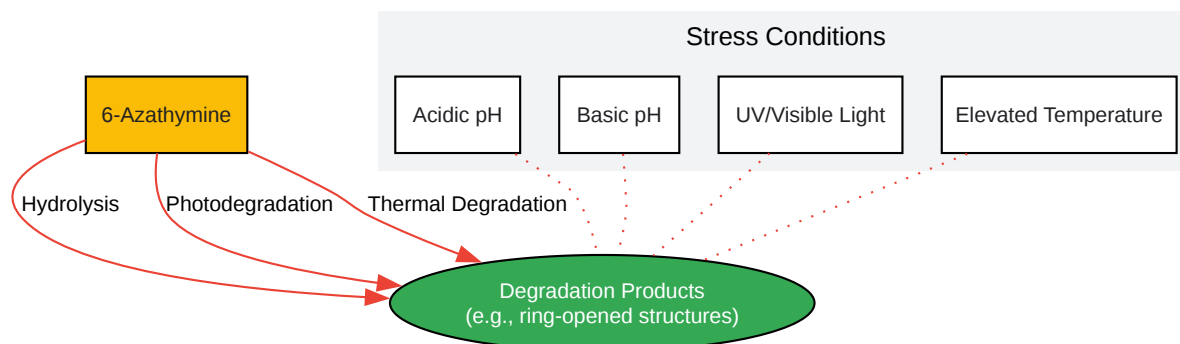 Stress Conditions
6-Azathymine
Acidic pH
Basic pH
UV/Visible Light
Elevated Temperature
Hydrolysis
Photodegradation
Thermal Degradation
Degradation Products
(e.g., ring-opened structures)